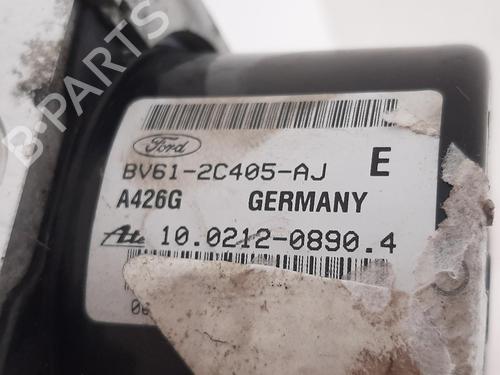 B-PARTS
Ford
BV61-2C405-AJ E
A426G GERMANY
Ate 10.0212-0890.4